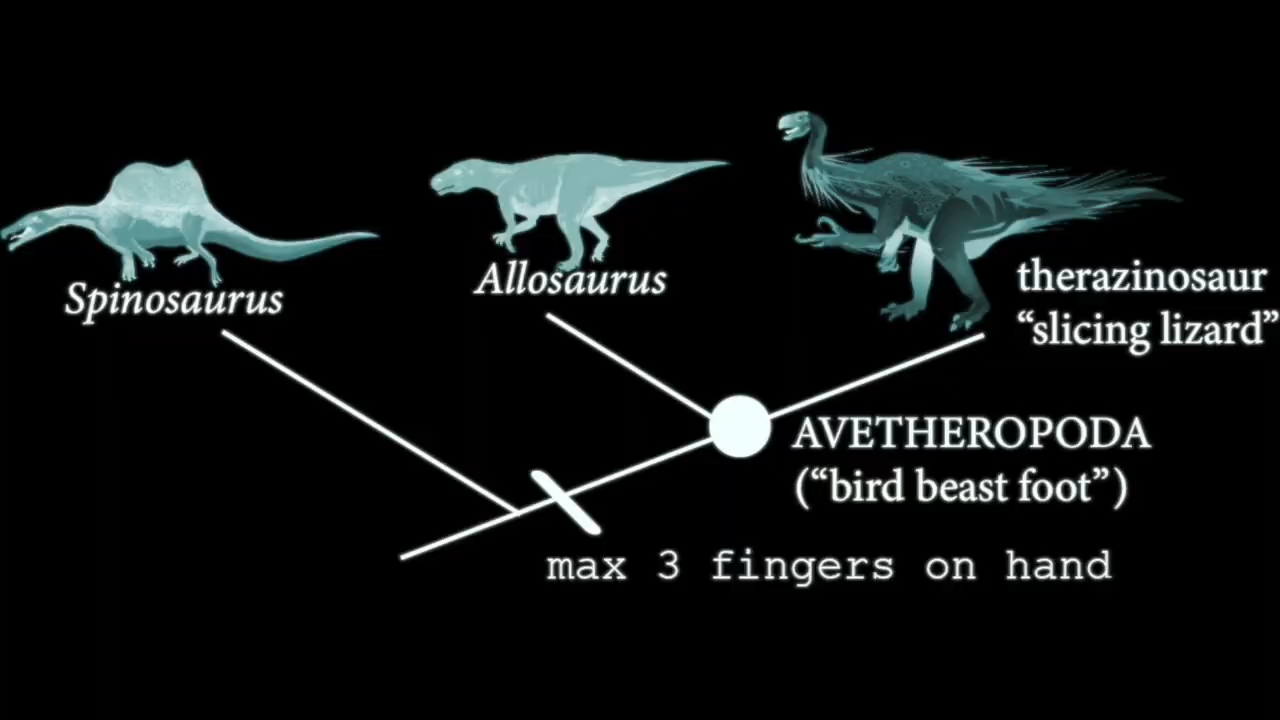 Spinosaurus
Allosaurus
therazinosaur
“slicing lizard”
AVETHEROPODA
(“bird beast foot”)
max 3 fingers on hand